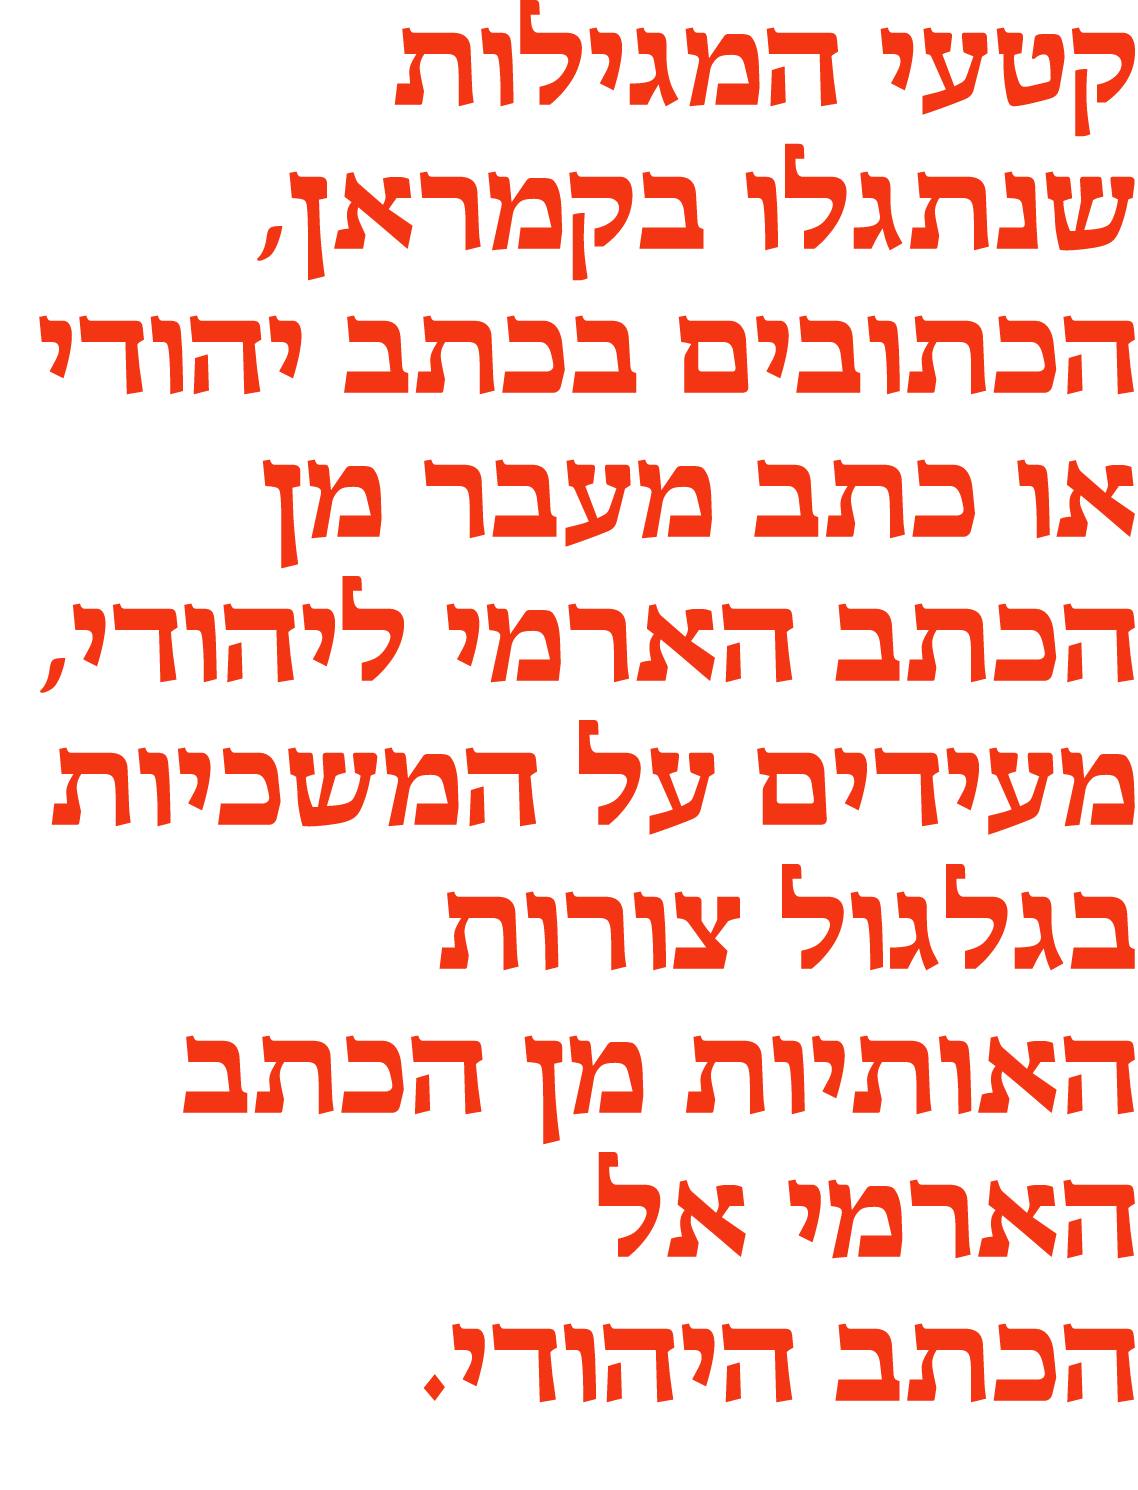 קטעי המגילות
שנתגלו בקמראן,
הכתובים בכתב יהודי
או כתב מעבר מן
הכתב הארמי ליהודי,
מעידים על המשכיות
בגלגול צורות
האותיות מן הכתב
הארמי אל
הכתב היהודי.